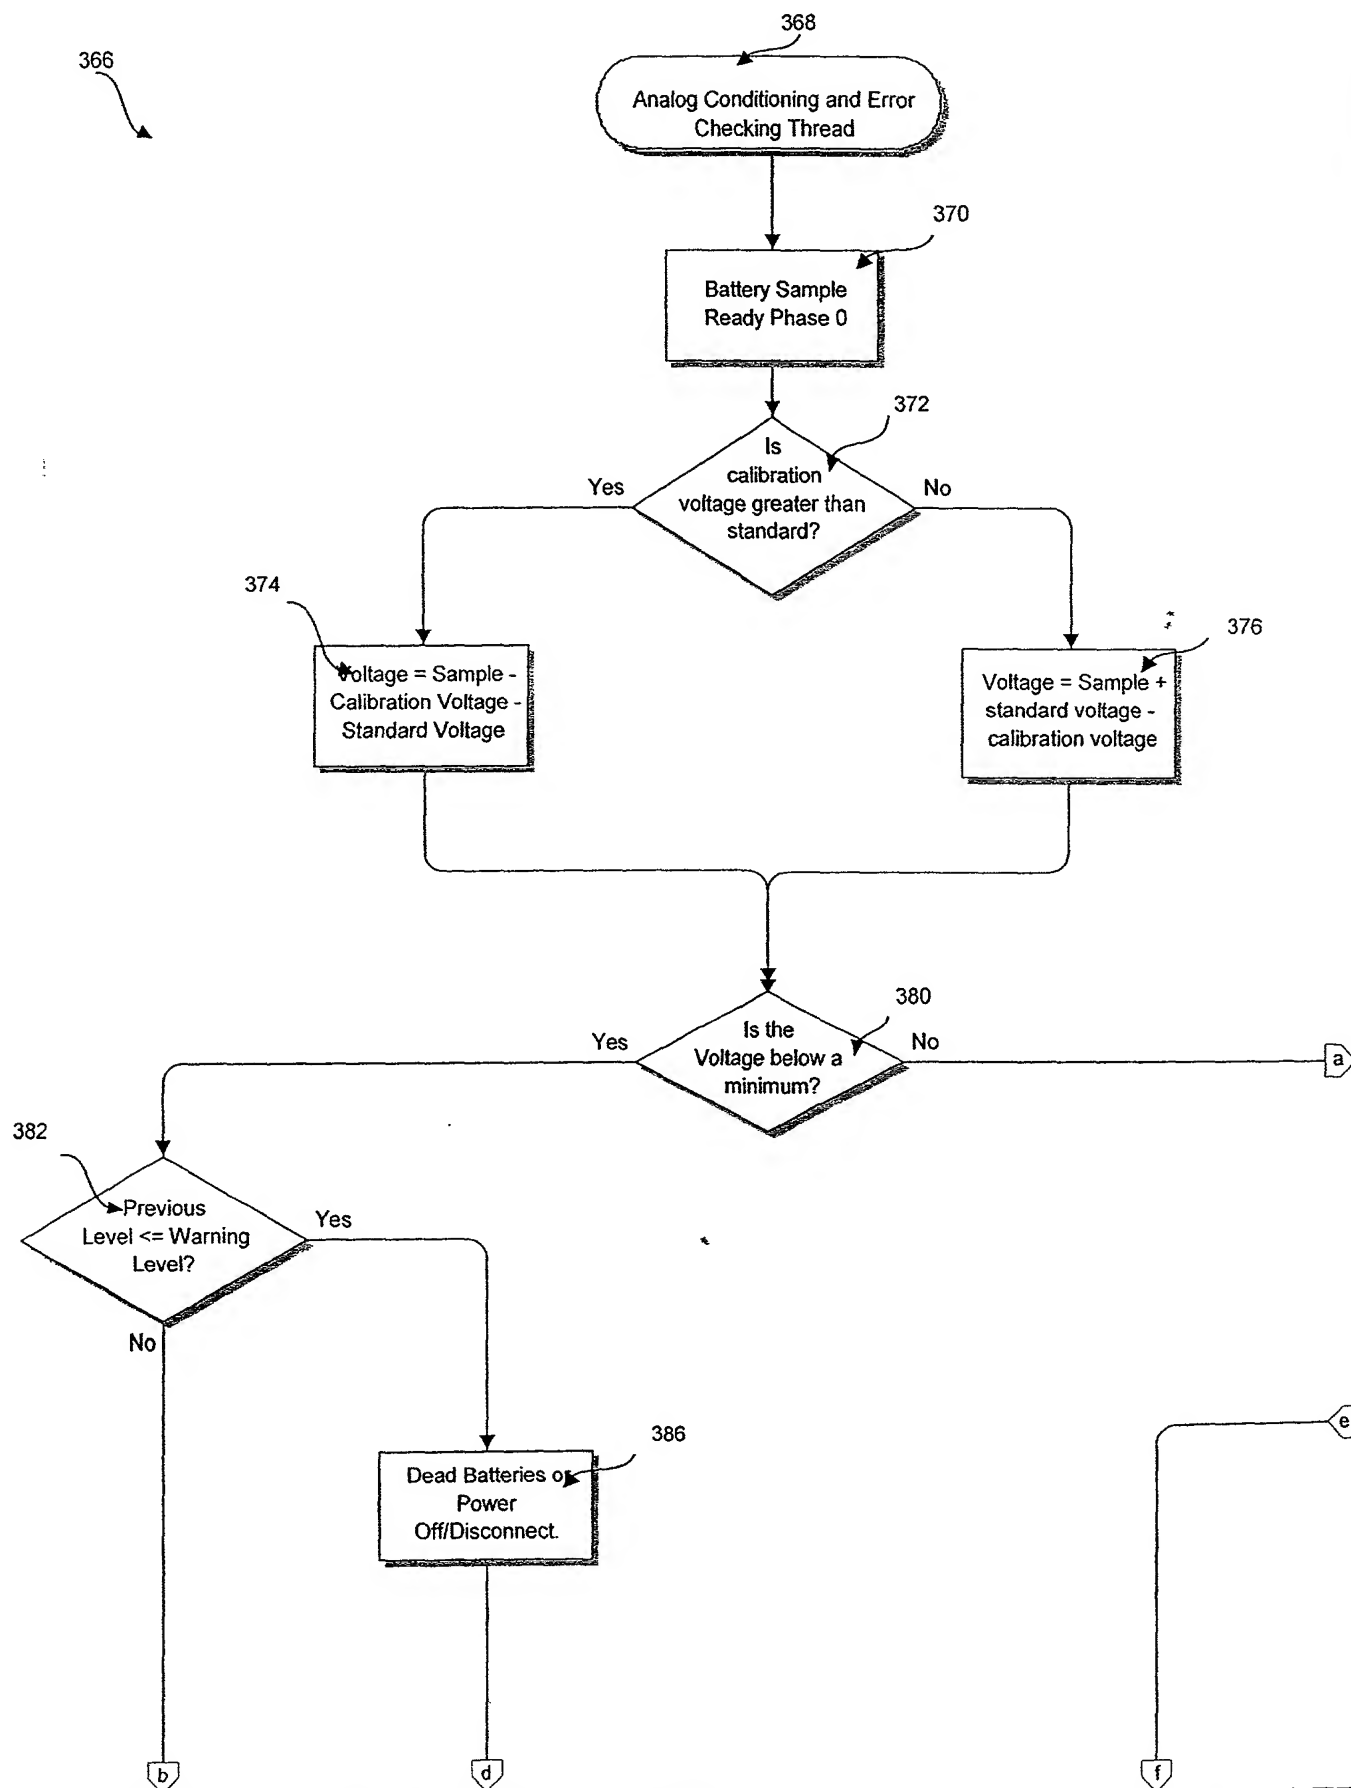 368
366
Analog Conditioning and Error
Checking Thread
370
Battery Sample
Ready Phase 0
372
Is
calibration
voltage greater than
standard?
Yes
No
374
Voltage = Sample -
Calibration Voltage -
Standard Voltage
376
Voltage = Sample +
standard voltage -
calibration voltage
380
Is the
Voltage below a
minimum?
Yes
No
a
382
Previous
Level <= Warning
Level?
Yes
No
386
Dead Batteries or
Power
Off/Disconnect.
e
b
d
f